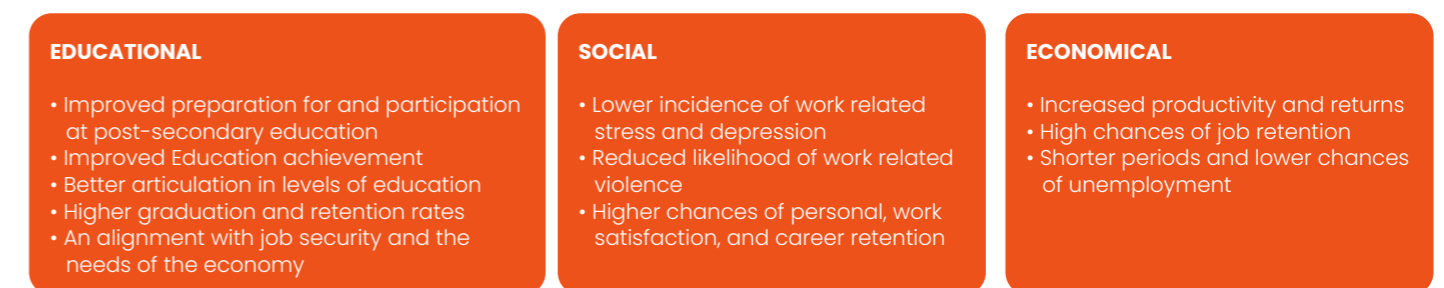 EDUCATIONAL
• Improved preparation for and participation
at post-secondary education
• Improved Education achievement
• Better articulation in levels of education
• Higher graduation and retention rates
• An alignment with job security and the
needs of the economy
SOCIAL
• Lower incidence of work related
stress and depression
• Reduced likelihood of work related
violence
• Higher chances of personal, work
satisfaction, and career retention
ECONOMICAL
• Increased productivity and returns
• High chances of job retention
• Shorter periods and lower chances
of unemployment